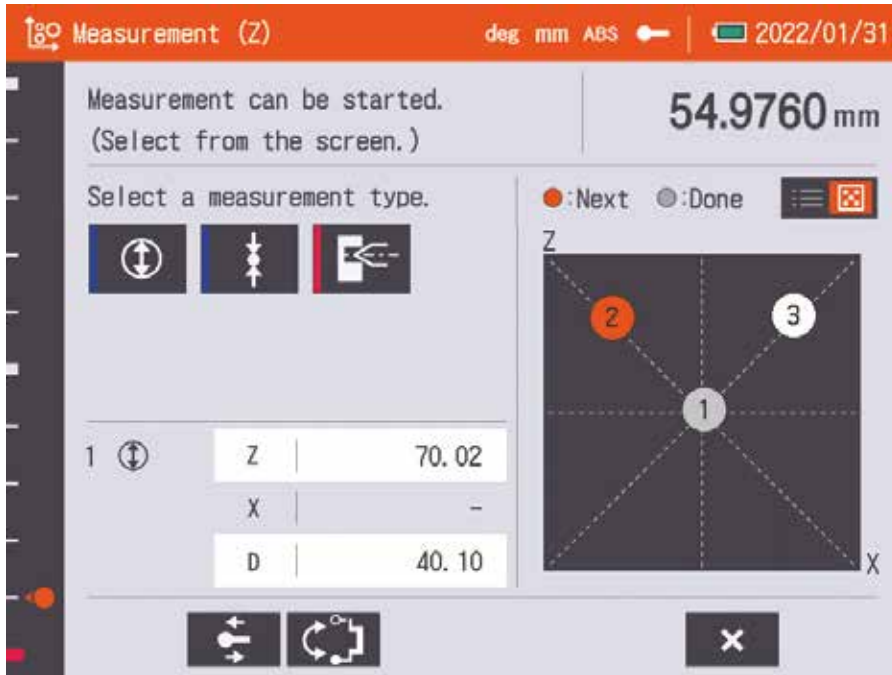 Measurement (Z) deg mm ABS 2022/01/31
Measurement can be started.
(Select from the screen.)
54.9760 mm
Select a measurement type.
:Next :Done
Z
2
3
1
X
1 Z 70.02
X -
D 40.10